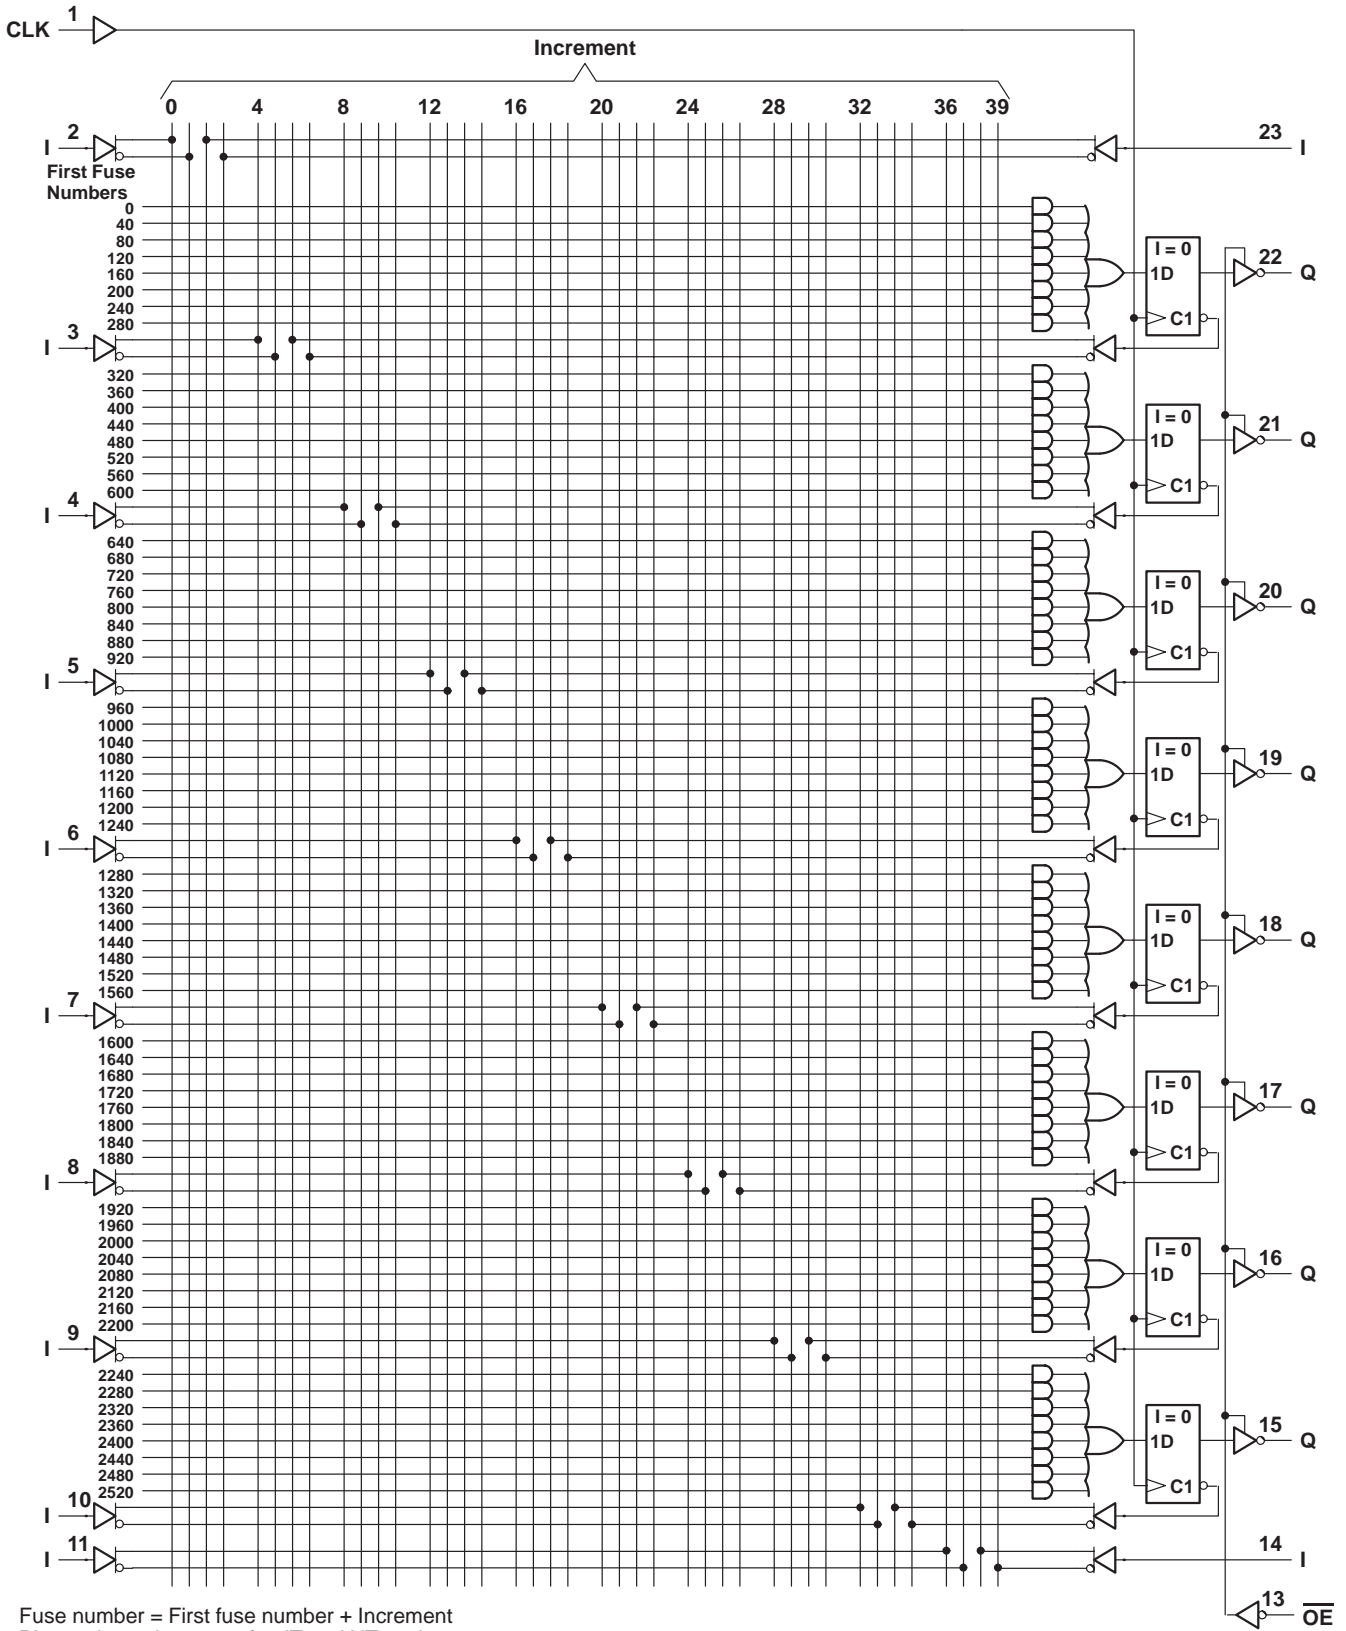 CLK 1
Increment
0 4 8 12 16 20 24 28 32 36 39
I 2 23 I
First Fuse
Numbers
0
40
80
120
160
200
240
280
I = 0
1D
C1
22 Q
I 3
320
360
400
440
480
520
560
600
I = 0
1D
C1
21 Q
I 4
640
680
720
760
800
840
880
920
I = 0
1D
C1
20 Q
I 5
960
1000
1040
1080
1120
1160
1200
1240
I = 0
1D
C1
19 Q
I 6
1280
1320
1360
1400
1440
1480
1520
1560
I = 0
1D
C1
18 Q
I 7
1600
1640
1680
1720
1760
1800
1840
1880
I = 0
1D
C1
17 Q
I 8
1920
1960
2000
2040
2080
2120
2160
2200
I = 0
1D
C1
16 Q
I 9
2240
2280
2320
2360
2400
2440
2480
2520
I = 0
1D
C1
15 Q
I 10
I 11 14 I
13 OE
Fuse number = First fuse number + Increment